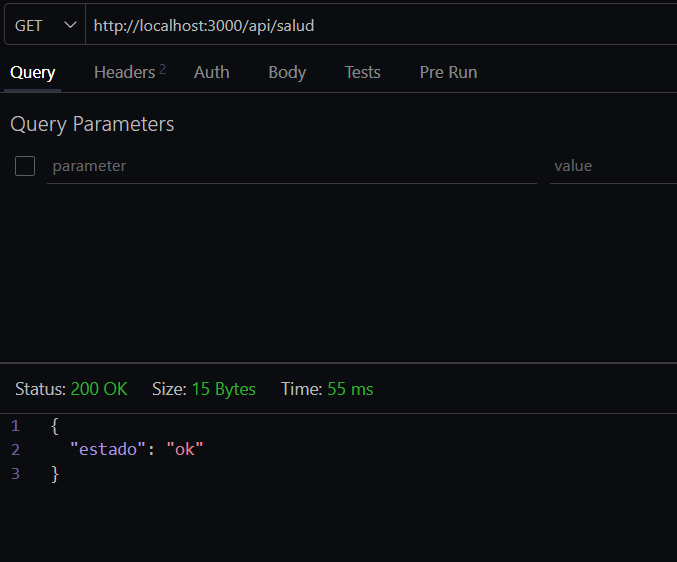 GET http://localhost:3000/api/salud
Query Headers 2 Auth Body Tests Pre Run
Query Parameters
parameter value
Status: 200 OK Size: 15 Bytes Time: 55 ms
1 {
2 "estado": "ok"
3 }